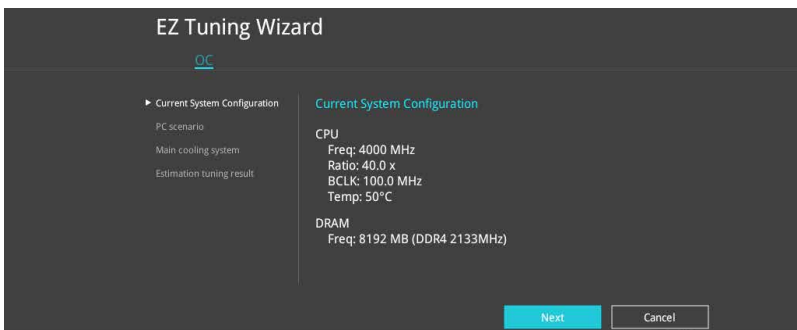 EZ Tuning Wizard
OC
Current System Configuration
PC scenario
Main cooling system
Estimation tuning result
Current System Configuration
CPU
Freq: 4000 MHz
Ratio: 40.0 x
BCLK: 100.0 MHz
Temp: 50°C
DRAM
Freq: 8192 MB (DDR4 2133MHz)
Next
Cancel